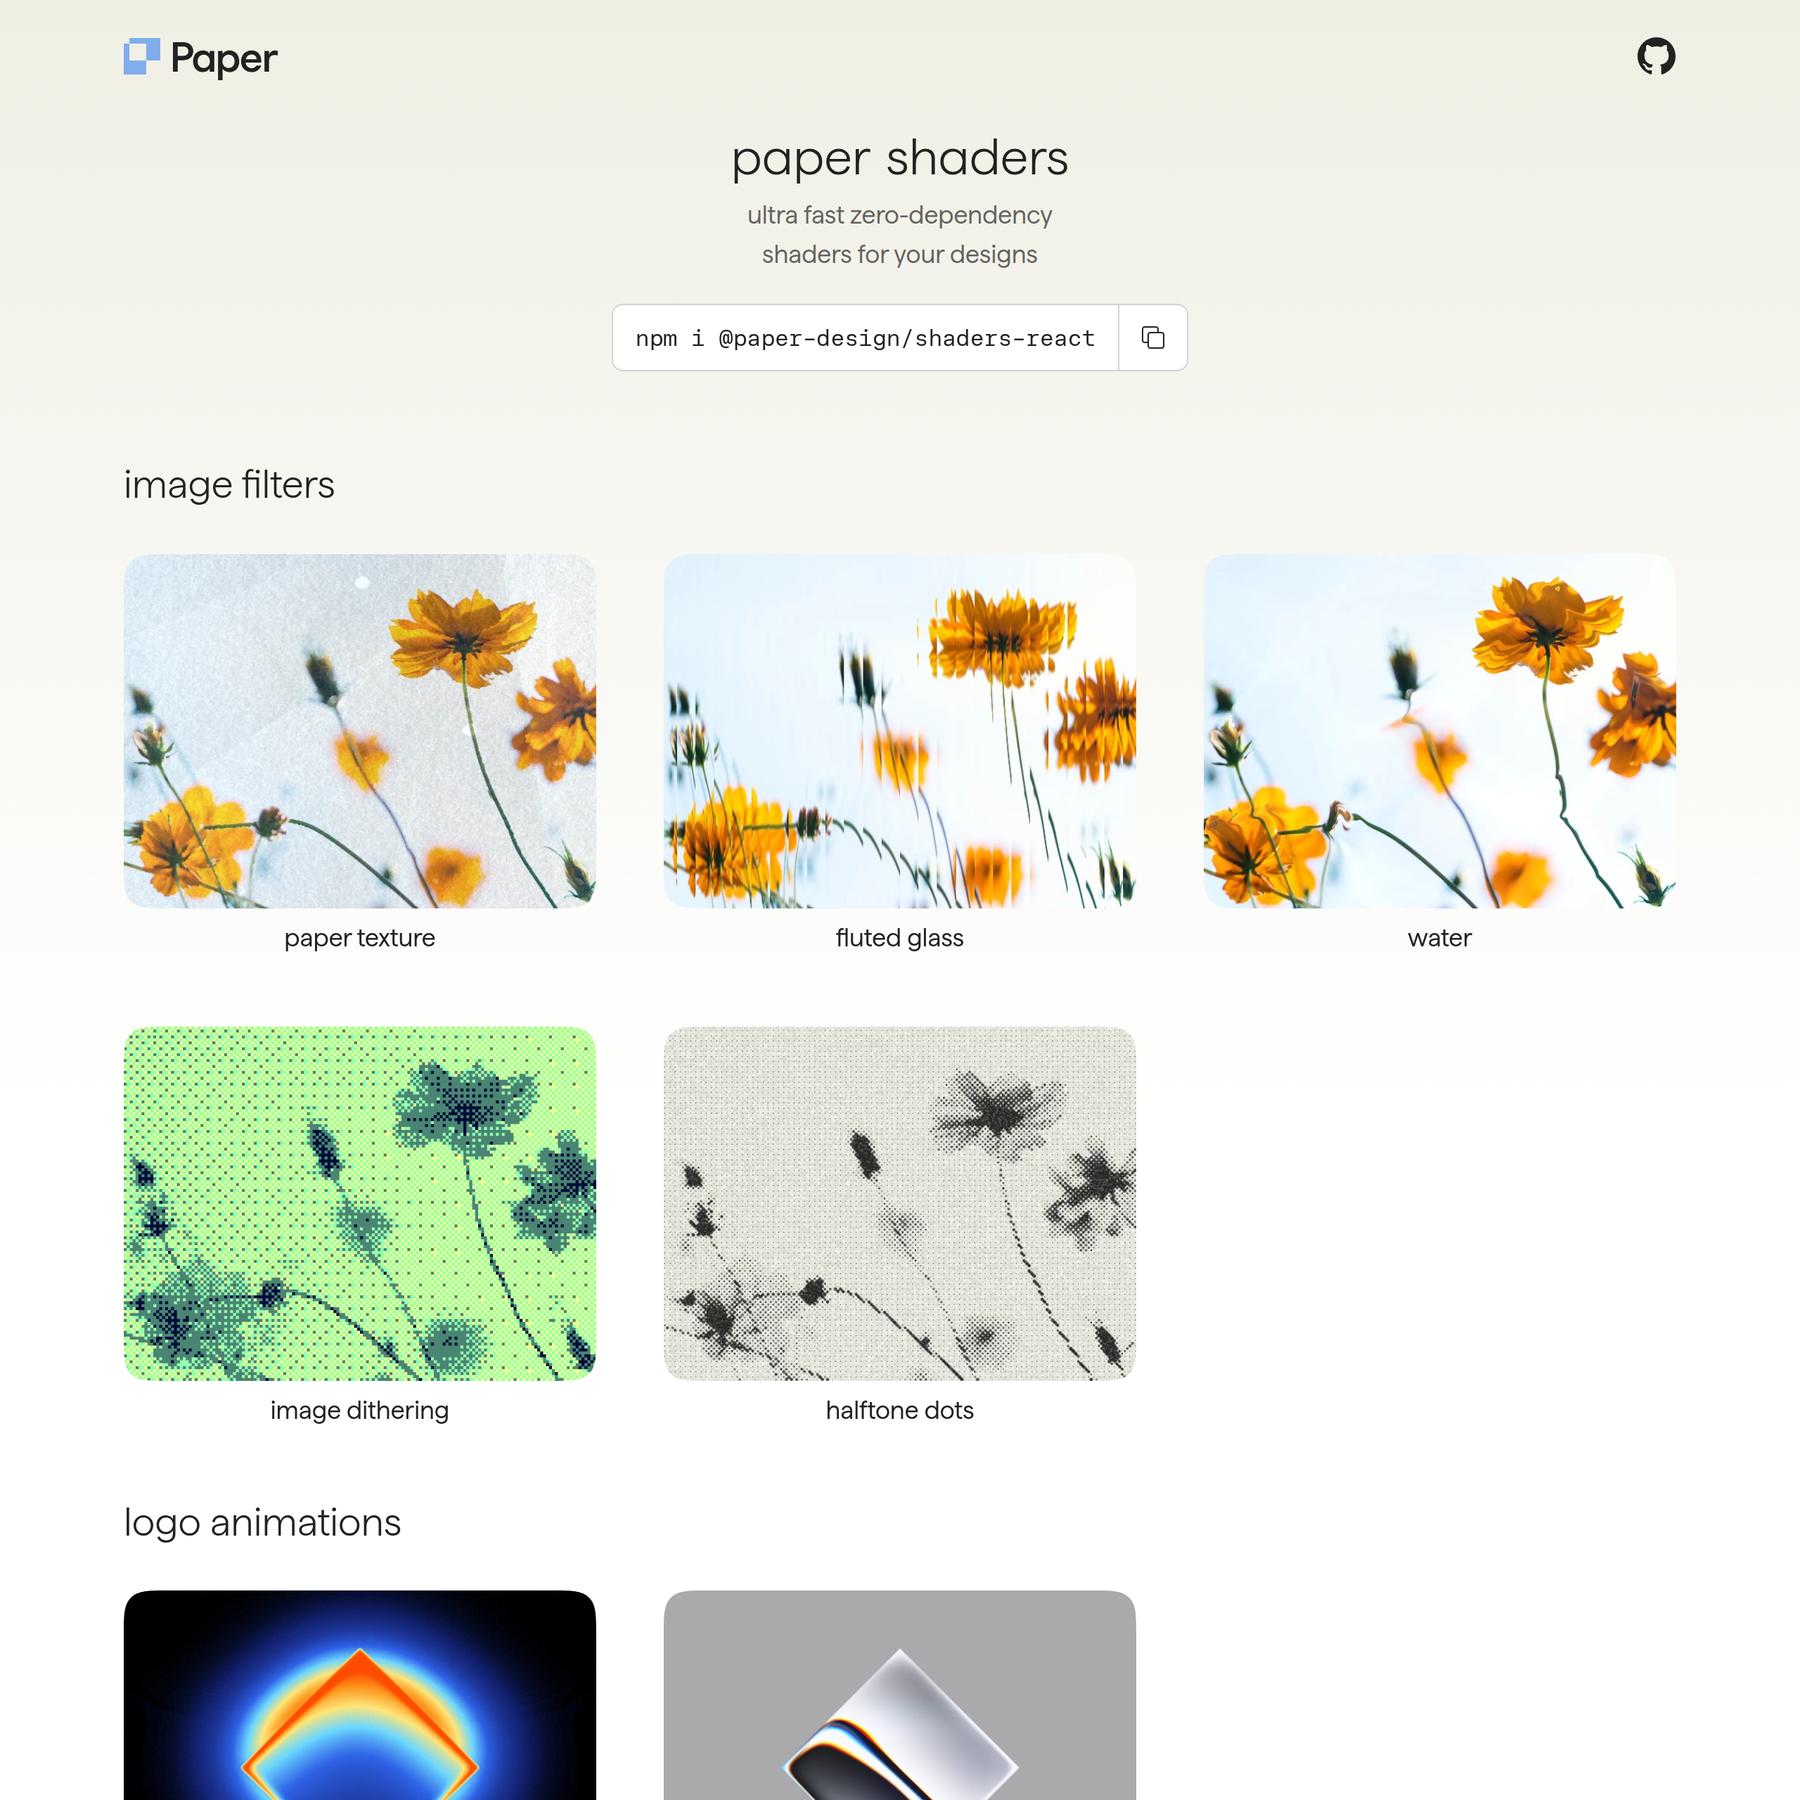 Paper
paper shaders
ultra fast zero-dependency
shaders for your designs
npm i @paper-design/shaders-react
image filters
paper texture
fluted glass
water
image dithering
halftone dots
logo animations